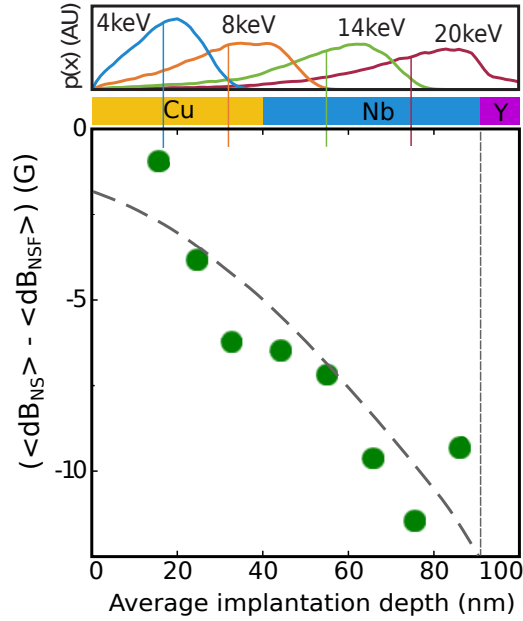 p(x) (AU)
4keV 8keV 14keV 20keV
Cu Nb Y
(<dB_NS> - <dB_NSF>) (G)
0
-5
-10
0 20 40 60 80 100
Average implantation depth (nm)